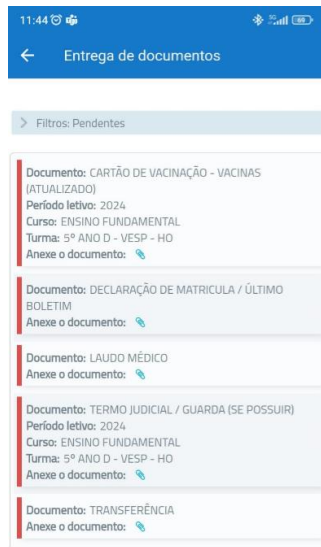 11:44
5G
69
Entrega de documentos
Filtros: Pendentes
Documento: CARTÃO DE VACINAÇÃO - VACINAS
(ATUALIZADO)
Período letivo: 2024
Curso: ENSINO FUNDAMENTAL
Turma: 5º ANO D - VESP - HO
Anexe o documento:
Documento: DECLARAÇÃO DE MATRICULA / ÚLTIMO
BOLETIM
Anexe o documento:
Documento: LAUDO MÉDICO
Anexe o documento:
Documento: TERMO JUDICIAL / GUARDA (SE POSSUIR)
Período letivo: 2024
Curso: ENSINO FUNDAMENTAL
Turma: 5º ANO D - VESP - HO
Anexe o documento:
Documento: TRANSFERÊNCIA
Anexe o documento: